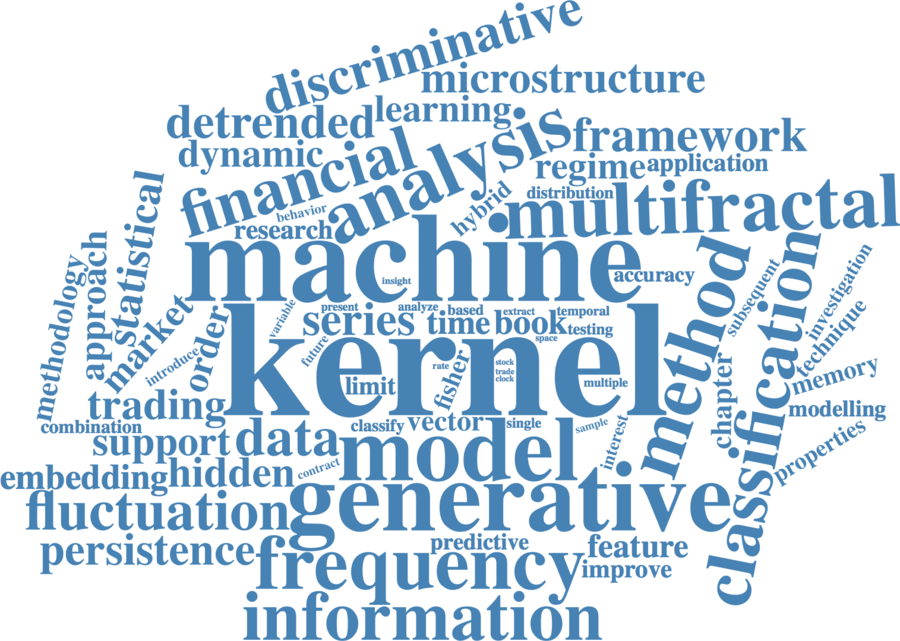 discriminative
microstructure
learning
detrended
analysis
framework
dynamic
financial
regime
application
hybrid
distribution
multifractal
behavior
research
statistical
machine
accuracy
insight
methodology
approach
market
order
variable
present
analyze
based
extract
temporal
series
time
book
testing
space
kernel
method
subsequent
classification
investigation
technique
introduce
future
rate
fisher
stock
trade
clock
limit
multiple
chapter
memory
trading
modelling
combination
classify
vector
single
sample
interest
support
data
model
properties
embedding
hidden
contract
generative
fluctuation
persistence
frequency
predictive
feature
improve
information